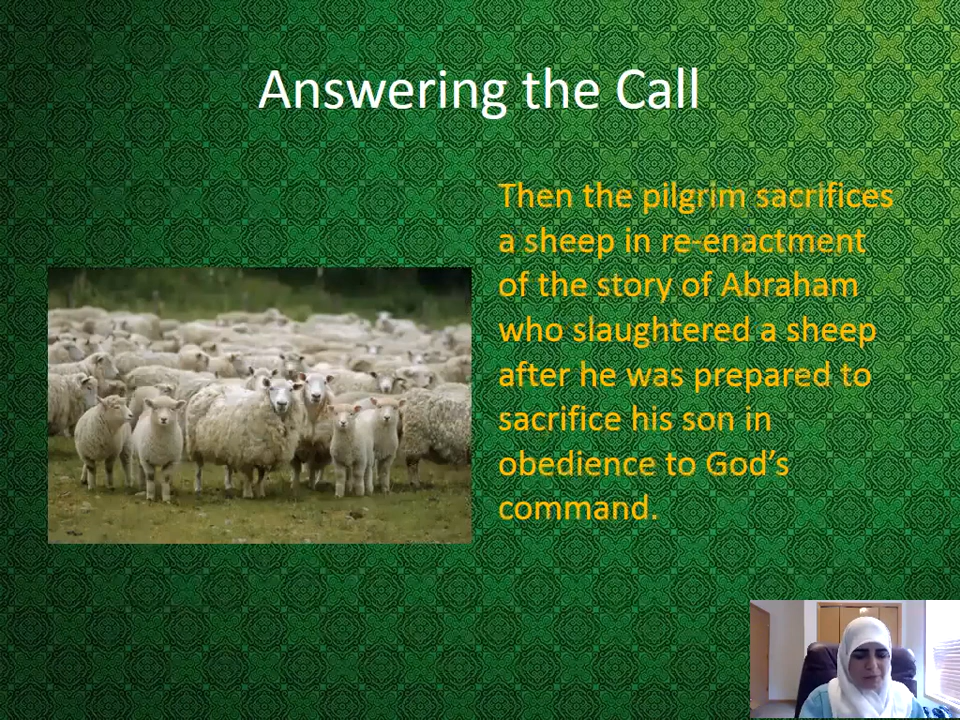 Answering the Call
Then the pilgrim sacrifices
a sheep in re-enactment
of the story of Abraham
who slaughtered a sheep
after he was prepared to
sacrifice his son in
obedience to God’s
command.